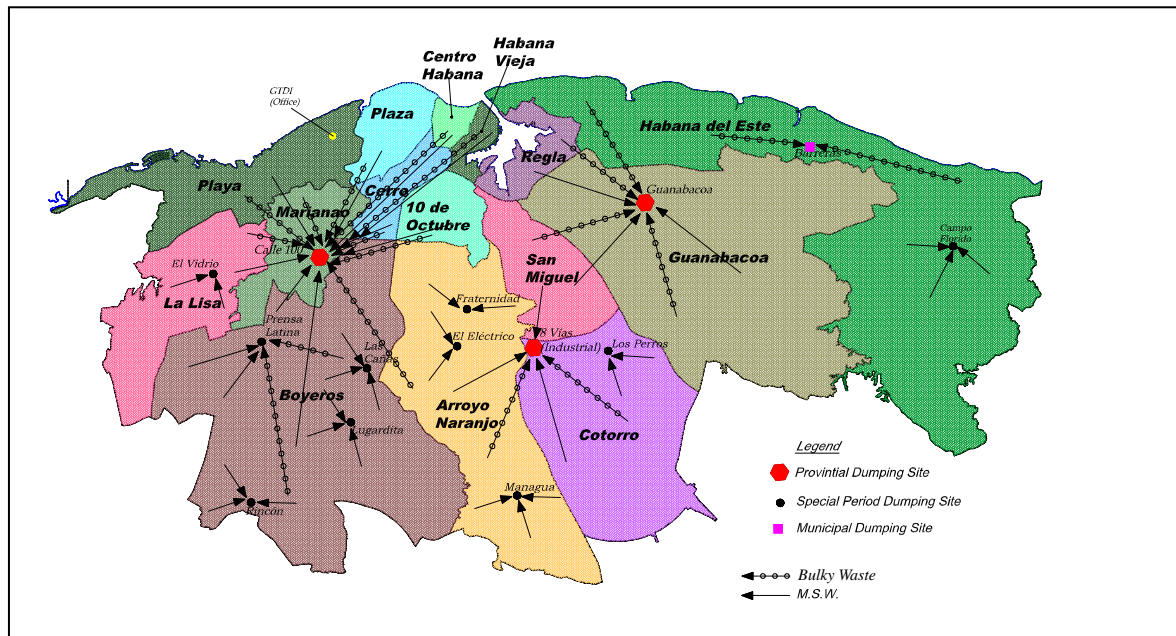 Habana
Vieja
Centro
Habana
GTDI
(Office)
Plaza
Habana del Este
Regla
Barreras
Playa
Cerro
Guanabacoa
Marianao
10 de
Octubre
Campo
Florido
Calle 100
San
Miguel
Guanabacoa
El Vidrio
La Lisa
Fraternidad
Prensa
Latina
El Eléctrico
8 Vías
(Industrial)
Los Perros
Las
Cañas
Boyeros
Arroyo
Naranjo
Lugardita
Cotorro
Managua
Rincón
Legend
Provintial Dumping Site
Special Period Dumping Site
Municipal Dumping Site
Bulky Waste
M.S.W.